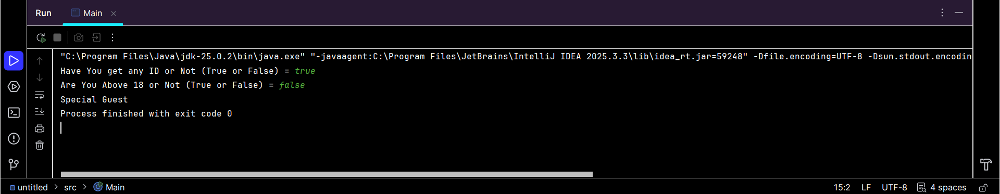 Run Main
"C:\Program Files\Java\jdk-25.0.2\bin\java.exe" "-javaagent:C:\Program Files\JetBrains\IntelliJ IDEA 2025.3.3\lib\idea_rt.jar=59248" -Dfile.encoding=UTF-8 -Dsun.stdout.encodin
Have You get any ID or Not (True or False) = true
Are You Above 18 or Not (True or False) = false
Special Guest
Process finished with exit code 0
untitled > src > Main 15:2 LF UTF-8 4 spaces